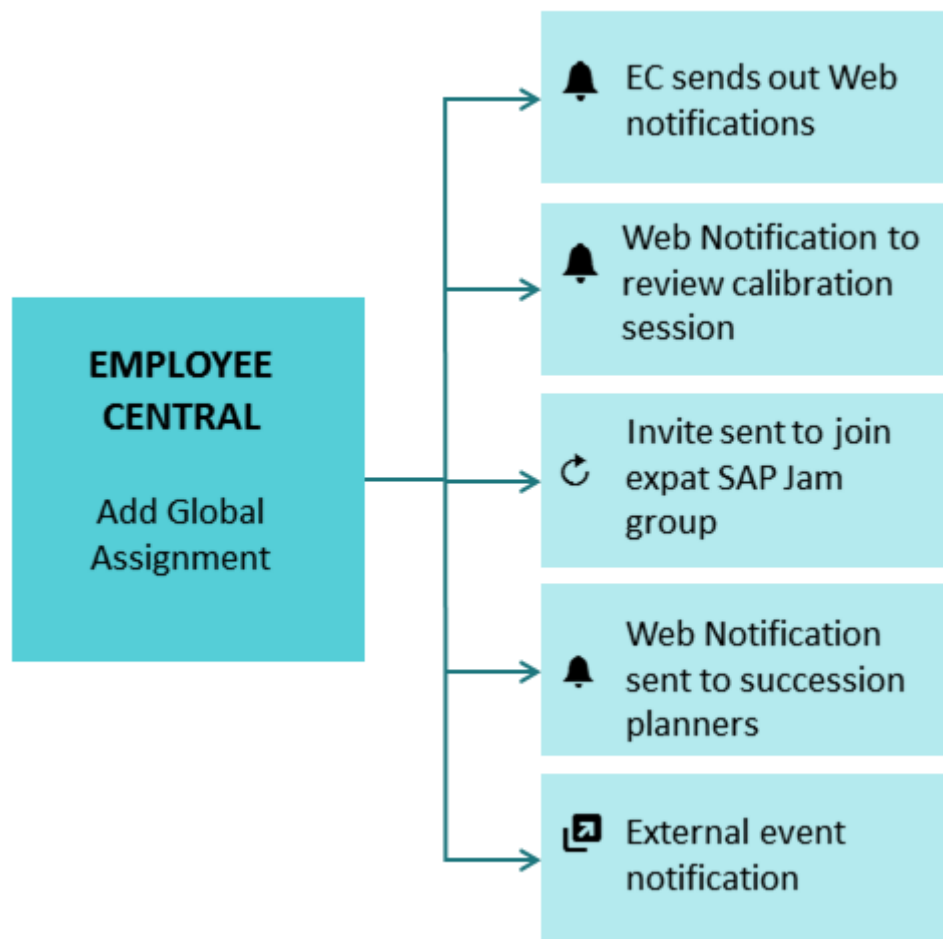 EMPLOYEE
CENTRAL
Add Global
Assignment
EC sends out Web
notifications
Web Notification to
review calibration
session
Invite sent to join
expat SAP Jam
group
Web Notification
sent to succession
planners
External event
notification